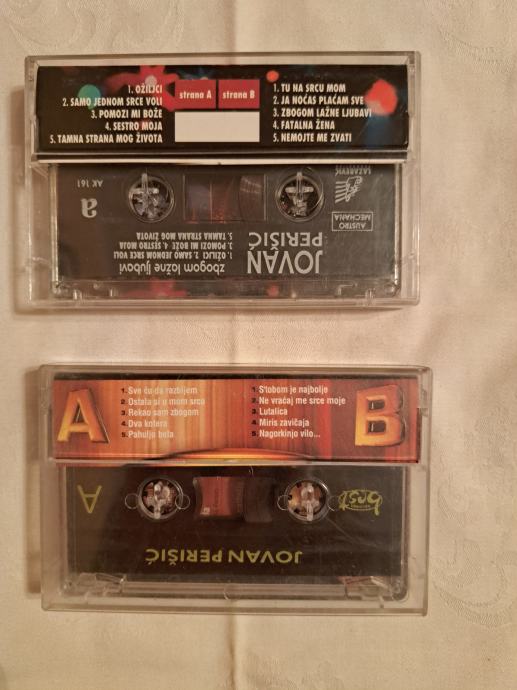 1. OŽILJCI
2. SAMO JEDNOM SRCE VOLI
3. POMOZI MI BOŽE
4. SESTRO MOJA
5. TAMNA STRANA MOG ŽIVOTA
strana A
strana B
1. TU NA SRCU MOM
2. JA NOĆAS PLAĆAM SVE
3. ZBOGOM LAŽNE LJUBAVI
4. FATALNA ŽENA
5. NEMOJTE ME ZVATI
LAZAREVIĆ
AK 161
a
AUSTRO
MECHANA
JOVAN
PERIŠIĆ
zbogom lažne ljubavi
1. OŽILJCI 2. SAMO JEDNOM SRCE VOLI
3. POMOZI MI BOŽE 4. SESTRO MOJA
5. TAMNA STRANA MOG ŽIVOTA
A
1. Sve ću da razbijem
2. Ostala si u mom srcu
3. Rekao sam zbogom
4. Dva kofera
5. Pahuljo bela
1. S'tobom je najbolje
2. Ne vraćaj me srce moje
3. Lutalica
4. Miris zavičaja
5. Nagorkinjo vilo...
B
A
JOVAN PERIŠIĆ